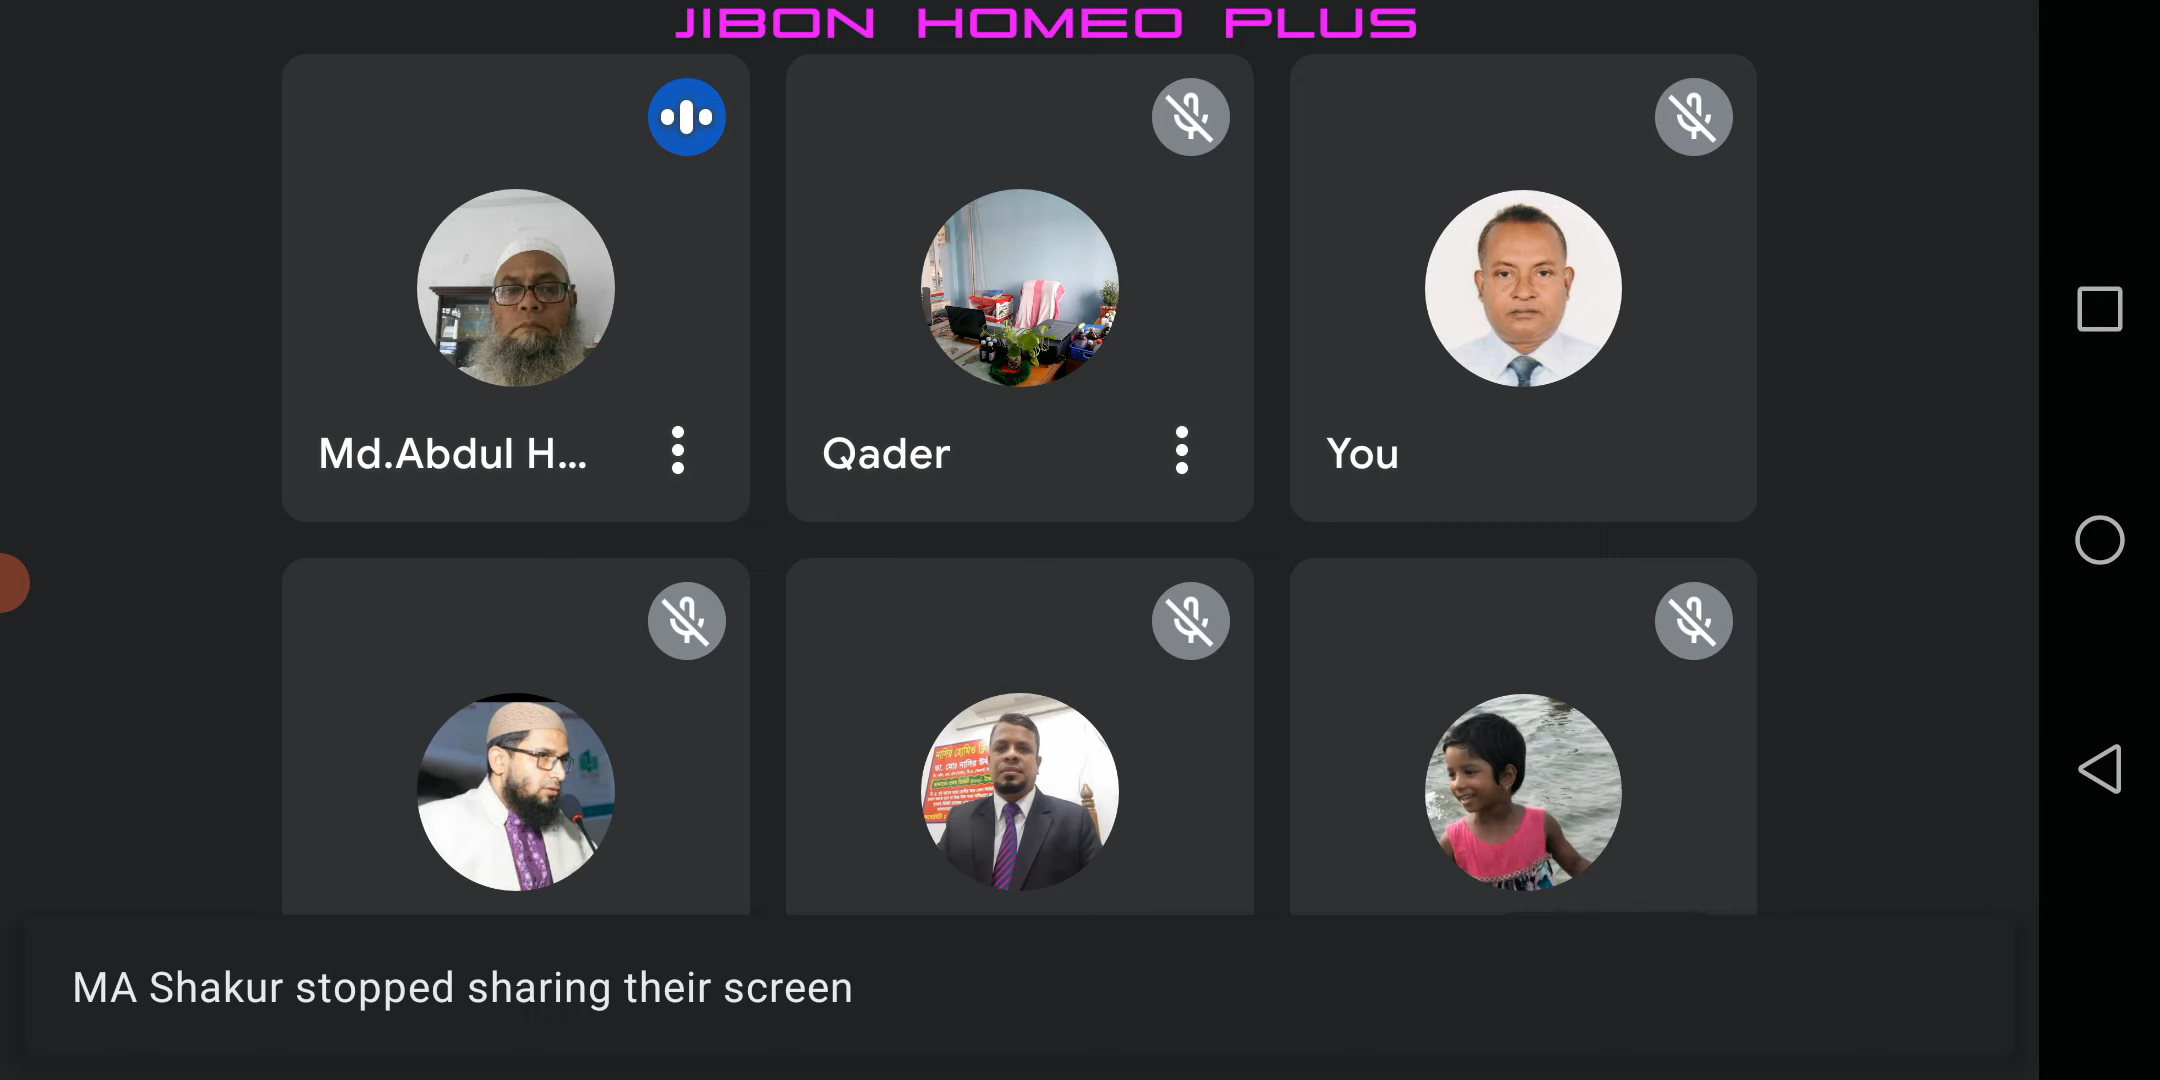 JIBON HOMEO PLUS
Md.Abdul H...
Qader
You
নাসির হোমিও
ডা. মোঃ নাসির উ
MA Shakur stopped sharing their screen